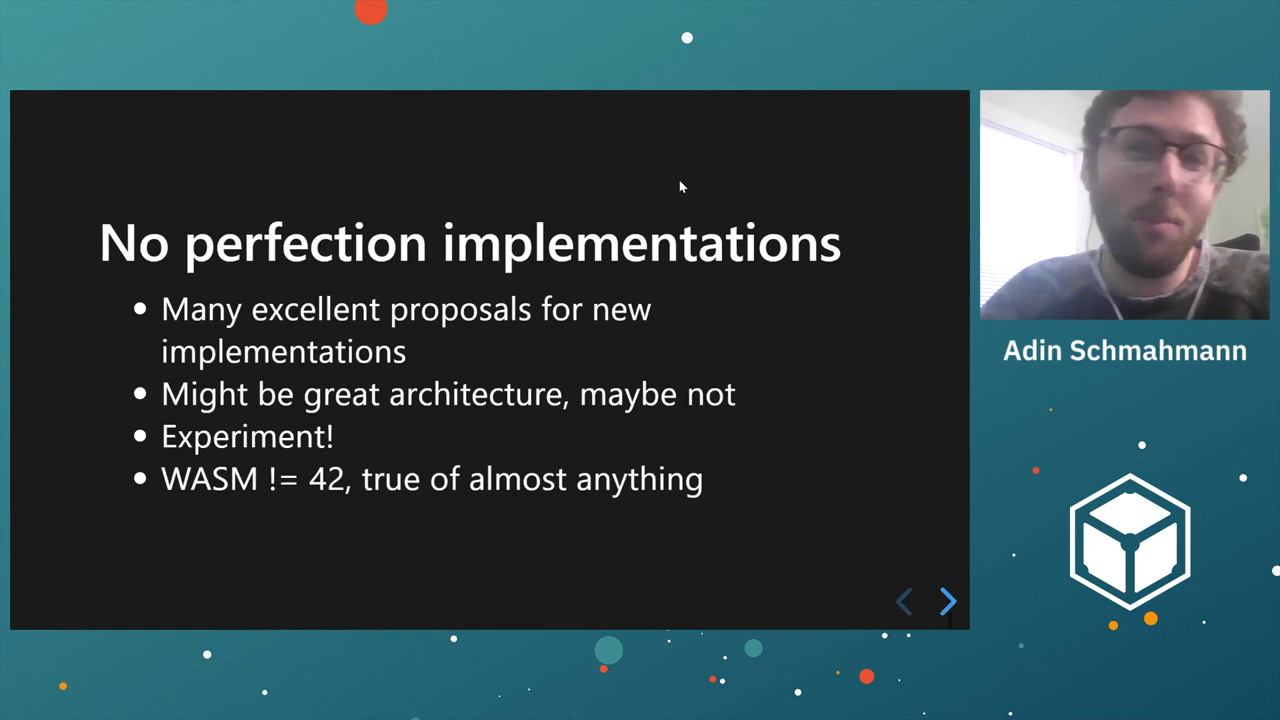 No perfection implementations
• Many excellent proposals for new
implementations
• Might be great architecture, maybe not
• Experiment!
• WASM != 42, true of almost anything
Adin Schmahmann